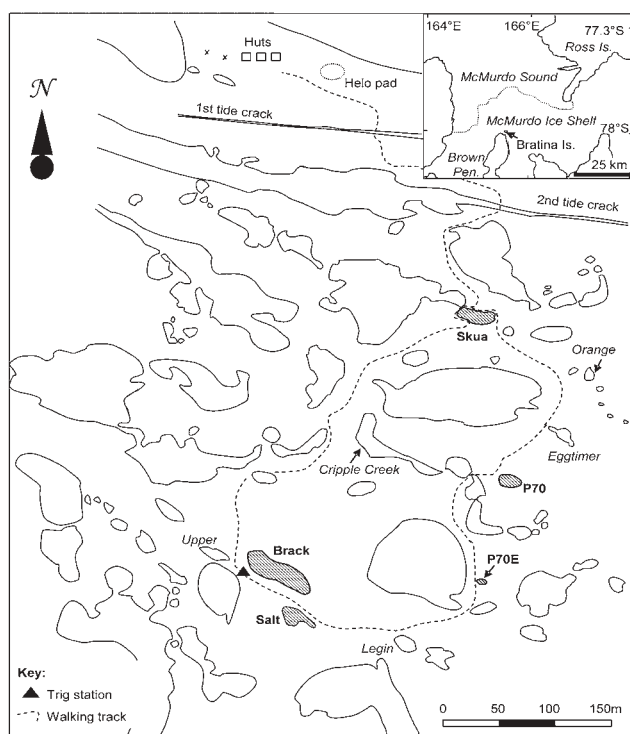 164°E
166°E
77.3°S
Ross Is.
McMurdo Sound
McMurdo Ice Shelf
78°S
Bratina Is.
Brown
Pen.
25 km
N
x x
Huts
Helo pad
1st tide crack
2nd tide crack
Skua
Orange
Cripple Creek
Eggtimer
P70
Upper
Brack
P70E
Salt
Legin
Key:
Trig station
Walking track
0 50 100 150m